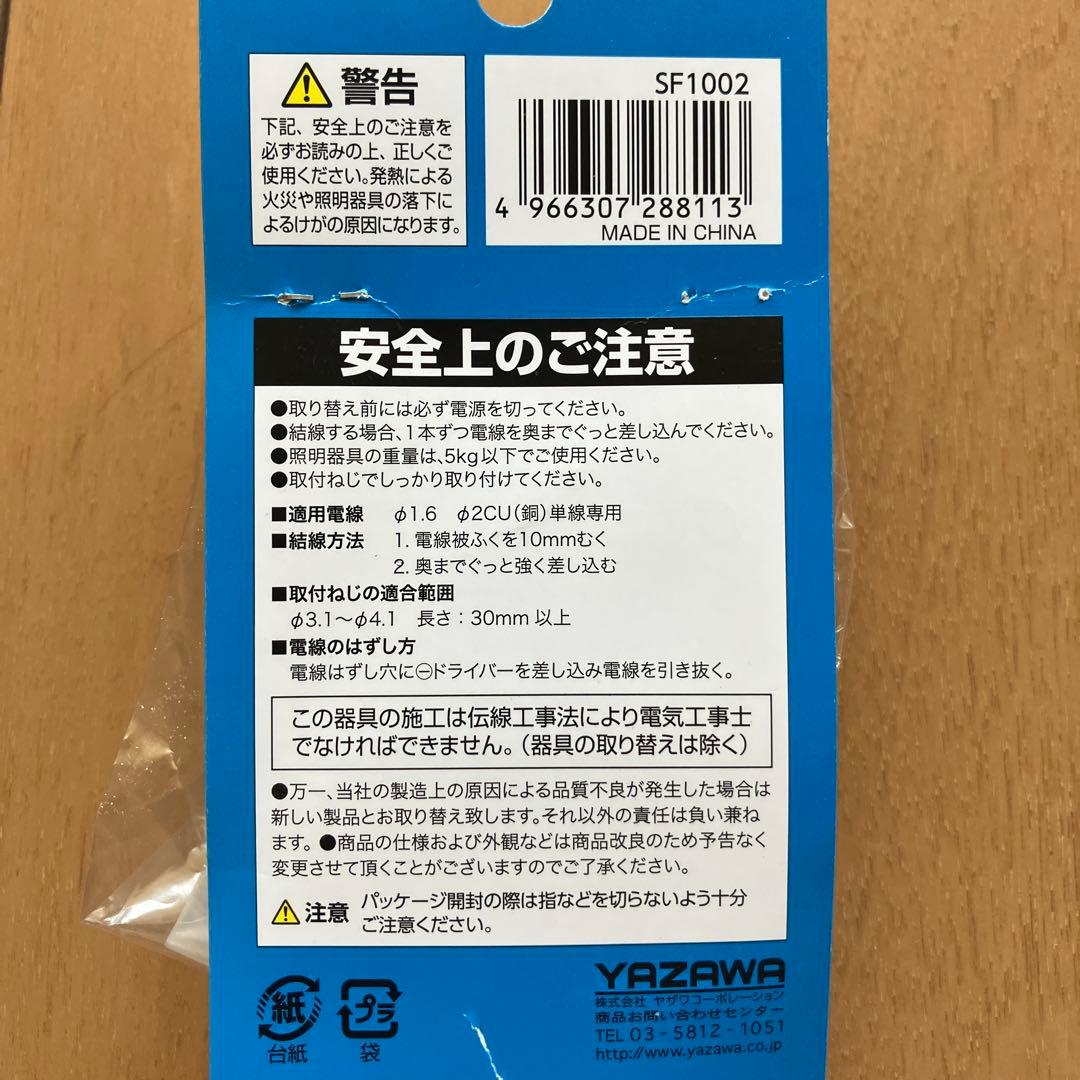 警告
下記、安全上のご注意を
必ずお読みの上、正しくご
使用ください。発熱による
火災や照明器具の落下に
よるけがの原因になります。
SF1002
4 966307 288113
MADE IN CHINA
安全上のご注意
●取り替え前には必ず電源を切ってください。
●結線する場合、1本ずつ電線を奥までぐっと差し込んでください。
●照明器具の重量は、5kg以下でご使用ください。
●取付ねじでしっかり取り付けてください。
■適用電線 φ1.6 φ2CU(銅)単線専用
■結線方法 1. 電線被ふくを10mmむく
2. 奥までぐっと強く差し込む
■取付ねじの適合範囲
φ3.1〜φ4.1 長さ：30mm 以上
■電線のはずし方
電線はずし穴に⊖ドライバーを差し込み電線を引き抜く。
この器具の施工は伝線工事法により電気工事士
でなければできません。（器具の取り替えは除く）
●万一、当社の製造上の原因による品質不良が発生した場合は
新しい製品とお取り替え致します。それ以外の責任は負い兼ね
ます。●商品の仕様および外観などは商品改良のため予告なく
変更させて頂くことがございますのでご了承ください。
注意 パッケージ開封の際は指などを切らないよう十分
ご注意ください。
紙
台紙
プラ
袋
YAZAWA
株式会社 ヤザワコーポレーション
商品お問い合わせセンター
TEL 03-5812-1051
http://www.yazawa.co.jp